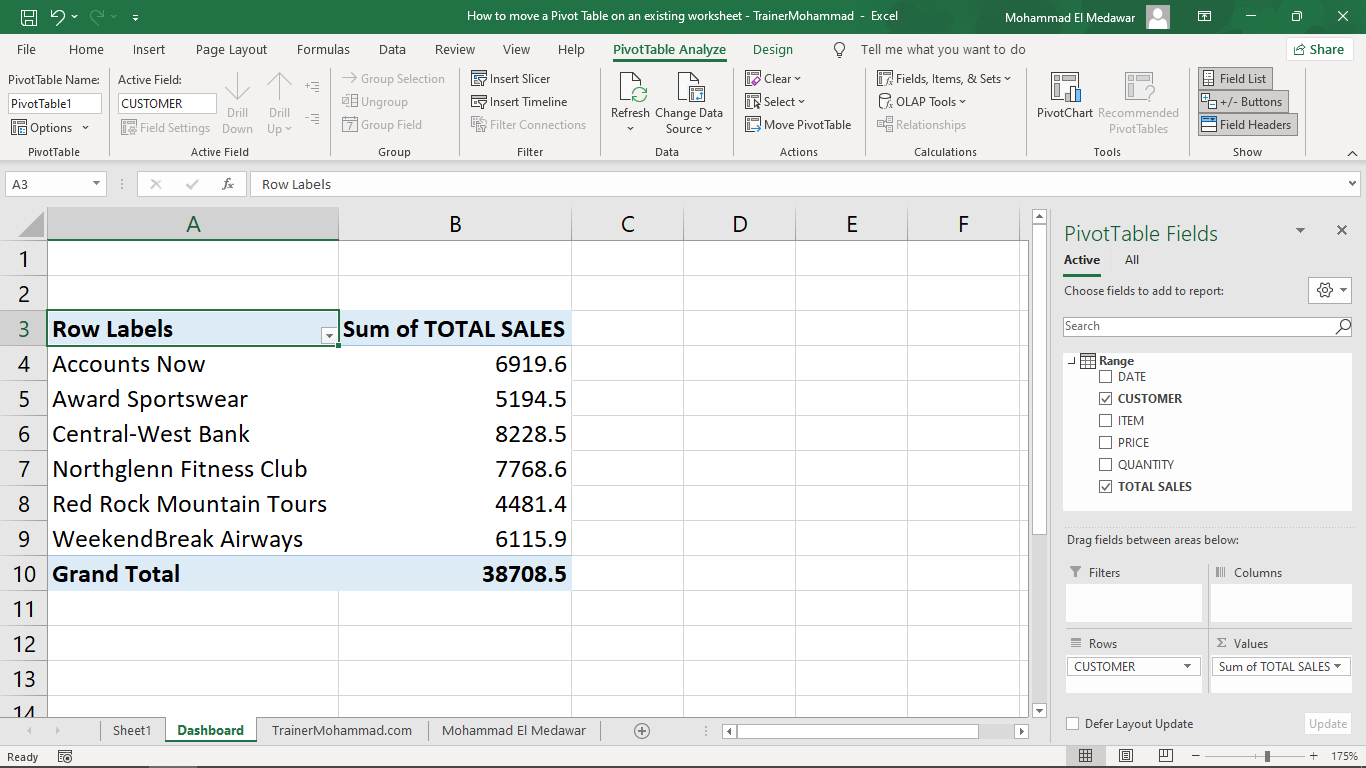 How to move a Pivot Table on an existing worksheet - TrainerMohammad - Excel
Mohammad El Medawar
File Home Insert Page Layout Formulas Data Review View Help PivotTable Analyze Design Tell me what you want to do Share
PivotTable Name:
PivotTable1
Options
PivotTable
Active Field:
CUSTOMER
Field Settings
Drill Down
Drill Up
Active Field
Group Selection
Ungroup
Group Field
Group
Insert Slicer
Insert Timeline
Filter Connections
Filter
Refresh
Change Data Source
Data
Clear
Select
Move PivotTable
Actions
Fields, Items, & Sets
OLAP Tools
Relationships
Calculations
PivotChart
Recommended PivotTables
Tools
Field List
+/- Buttons
Field Headers
Show
A3
fx
Row Labels
A B C D E F
1
2
3 Row Labels Sum of TOTAL SALES
4 Accounts Now 6919.6
5 Award Sportswear 5194.5
6 Central-West Bank 8228.5
7 Northglenn Fitness Club 7768.6
8 Red Rock Mountain Tours 4481.4
9 WeekendBreak Airways 6115.9
10 Grand Total 38708.5
11
12
13
14
PivotTable Fields
Active All
Choose fields to add to report:
Search
Range
DATE
CUSTOMER
ITEM
PRICE
QUANTITY
TOTAL SALES
Drag fields between areas below:
Filters
Columns
Rows
Σ Values
CUSTOMER
Sum of TOTAL SALES
Defer Layout Update
Update
Sheet1 Dashboard TrainerMohammad.com Mohammad El Medawar
Ready
175%